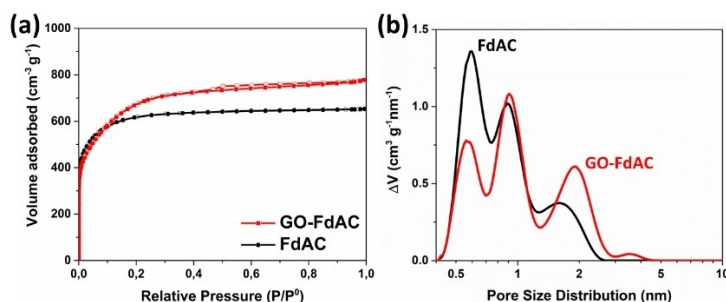 (a)
1000
800
600
400
200
0
Volume adsorbed (cm⁻³ g⁻¹)
GO-FdAC
FdAC
0,0 0,2 0,4 0,6 0,8 1,0
Relative Pressure (P/P⁰)
(b)
1.5
1.0
0.5
0.0
ΔV (cm³ g⁻¹nm⁻¹)
FdAC
GO-FdAC
0.5 1 2 10
Pore Size Distribution (nm)